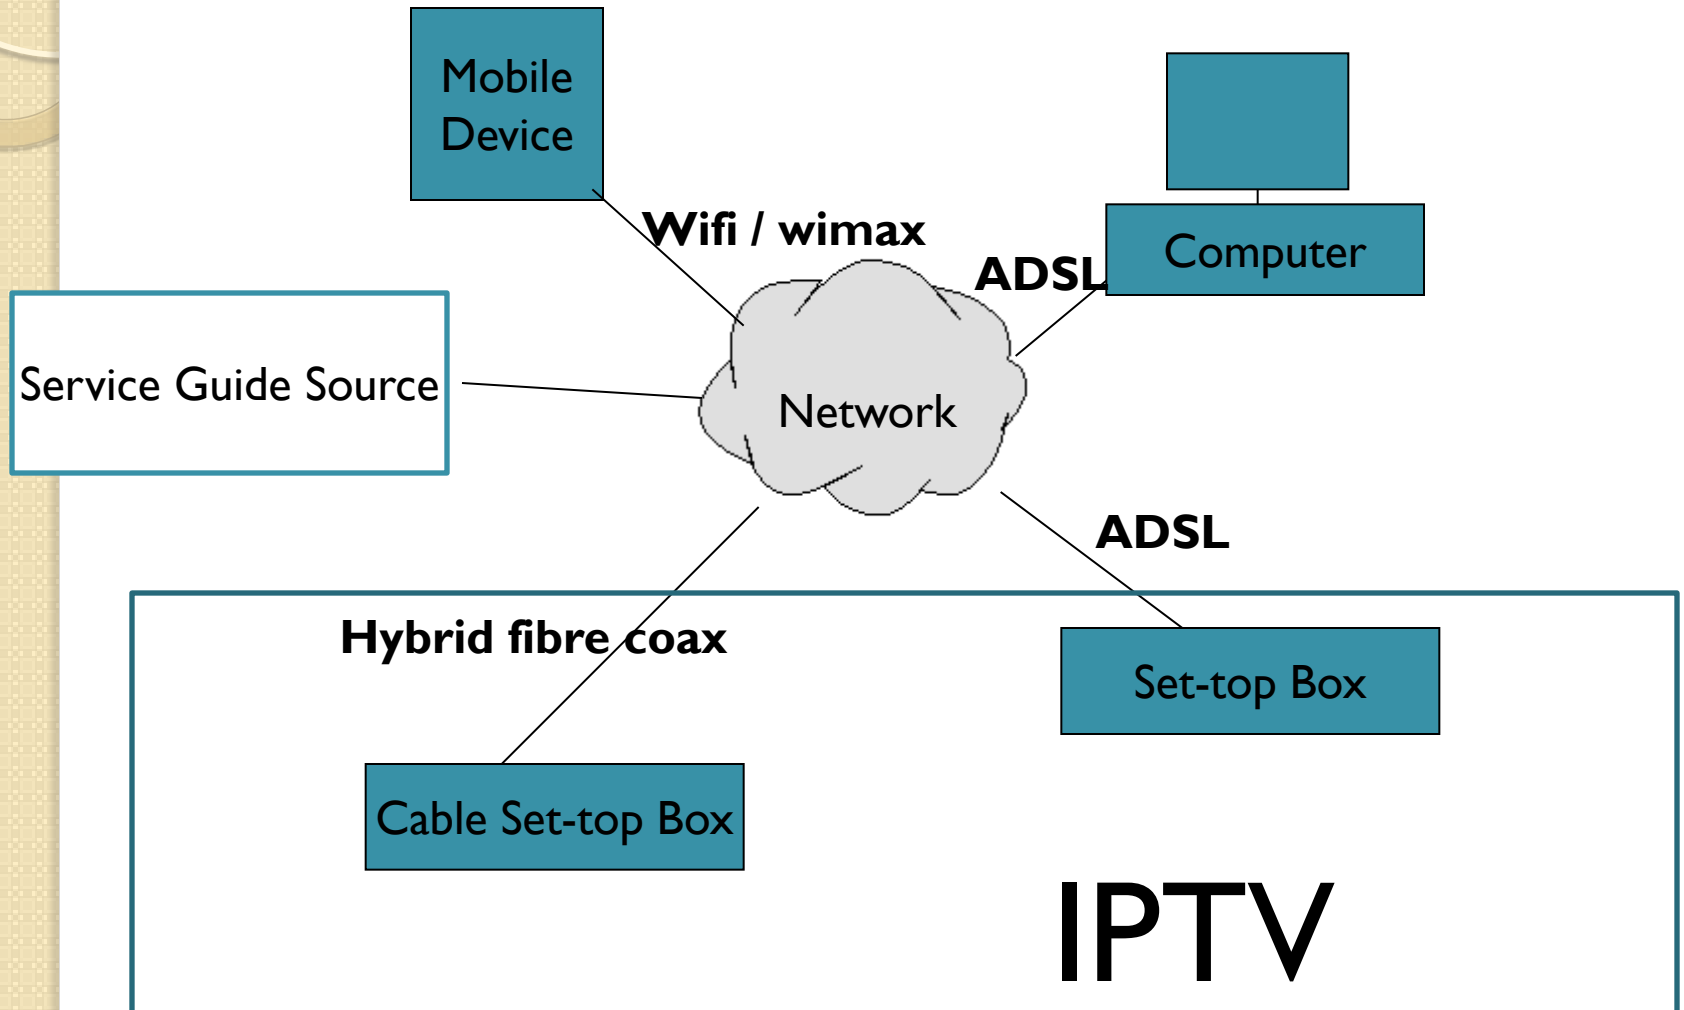 Mobile
Device
Wifi / wimax
Computer
ADSL
Service Guide Source
Network
ADSL
Hybrid fibre coax
Set-top Box
Cable Set-top Box
IPTV